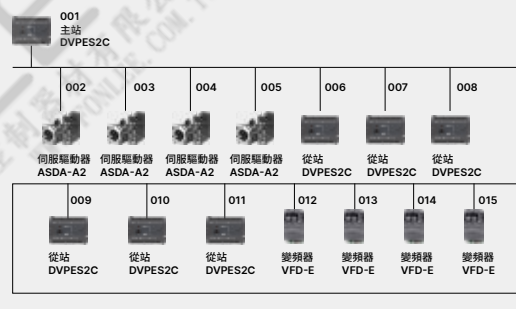 001
主站
DVPES2C
002 003 004 005 006 007 008
伺服驅動器 伺服驅動器 伺服驅動器 伺服驅動器 從站 從站 從站
ASDA-A2 ASDA-A2 ASDA-A2 ASDA-A2 DVPES2C DVPES2C DVPES2C
009 010 011 012 013 014 015
從站 從站 從站 變頻器 變頻器 變頻器 變頻器
DVPES2C DVPES2C DVPES2C VFD-E VFD-E VFD-E VFD-E